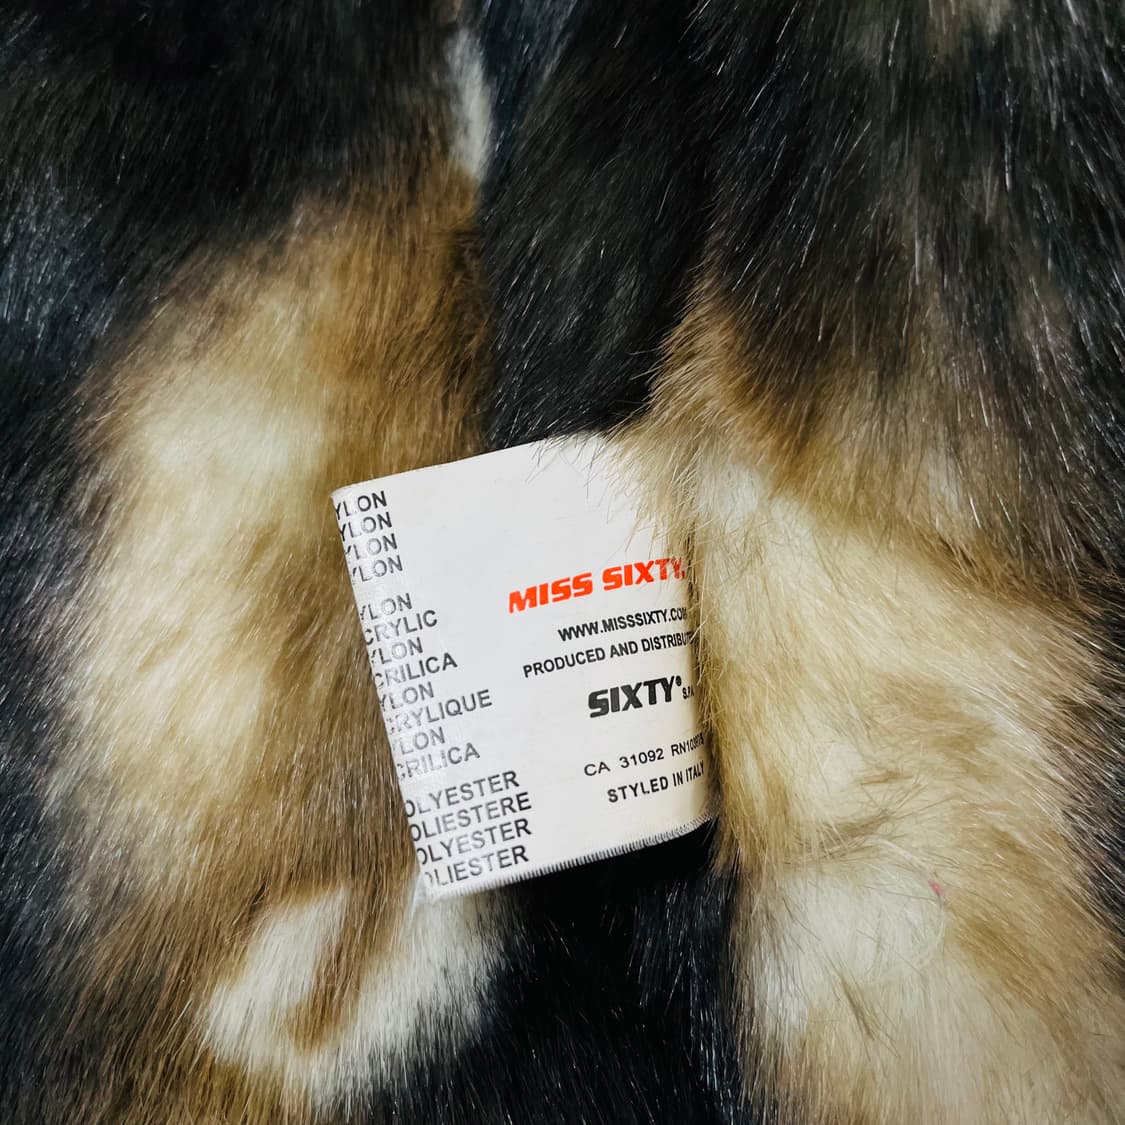 YLON
YLON
YLON
YLON
YLON
CRYLIC
YLON
CRILICA
YLON
CRYLIQUE
YLON
CRILICA
OLYESTER
OLIESTERE
OLYESTER
OLIESTER
MISS SIXTY
WWW.MISSSIXTY.COM
PRODUCED AND DISTRIBUT
SIXTY® S.P.A.
CA 31092
STYLED IN ITALY